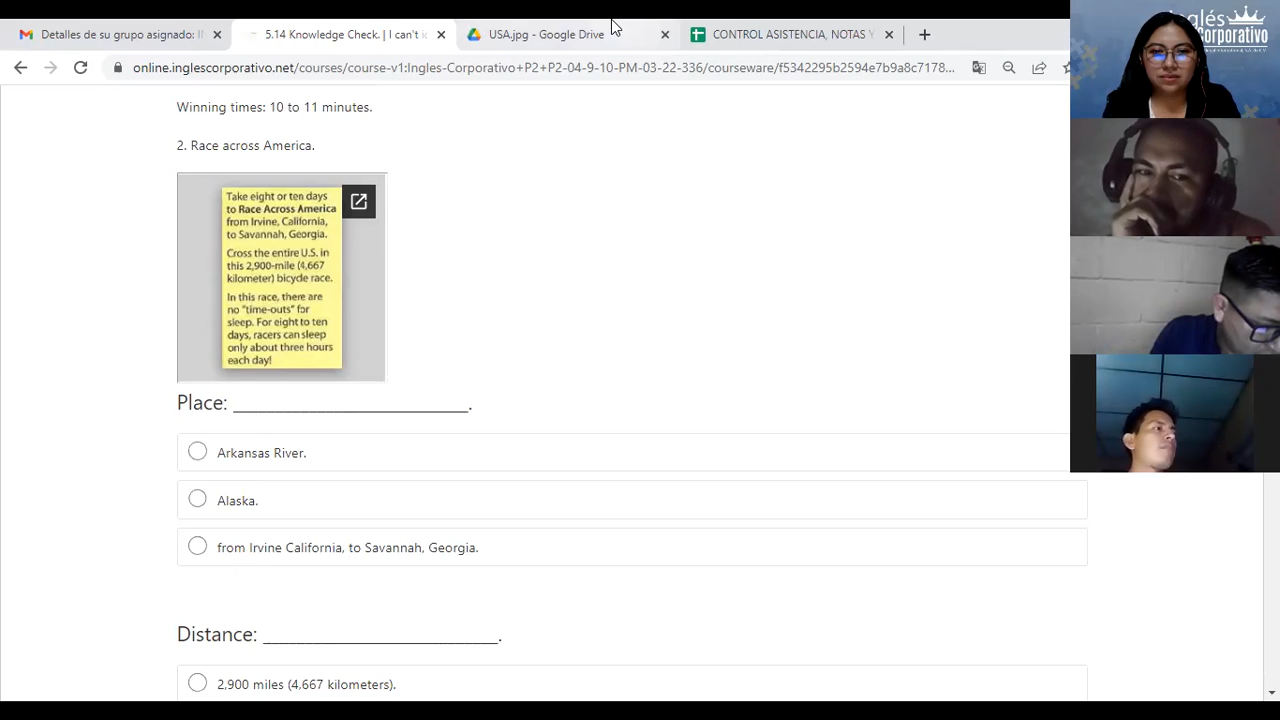 Detalles de su grupo asignado: II
5.14 Knowledge Check. | I can't i
USA.jpg - Google Drive
CONTROL ASISTENCIA, NOTAS Y
online.inglescorporativo.net/courses/course-v1:Ingles-Corporativo+P2+P2-04-9-10-PM-03-22-336/courseware/f5342293b2594e7b9a8c7178...
Inglés
Corporativo
Winning times: 10 to 11 minutes.
2. Race across America.
Take eight or ten days
to Race Across America
from Irvine, California,
to Savannah, Georgia.
Cross the entire U.S. in
this 2,900-mile (4,667
kilometer) bicycle race.
In this race, there are
no "time-outs" for
sleep. For eight to ten
days, racers can sleep
only about three hours
each day!
Place: ___________________________.
Arkansas River.
Alaska.
from Irvine California, to Savannah, Georgia.
Distance: ___________________________.
2,900 miles (4,667 kilometers).